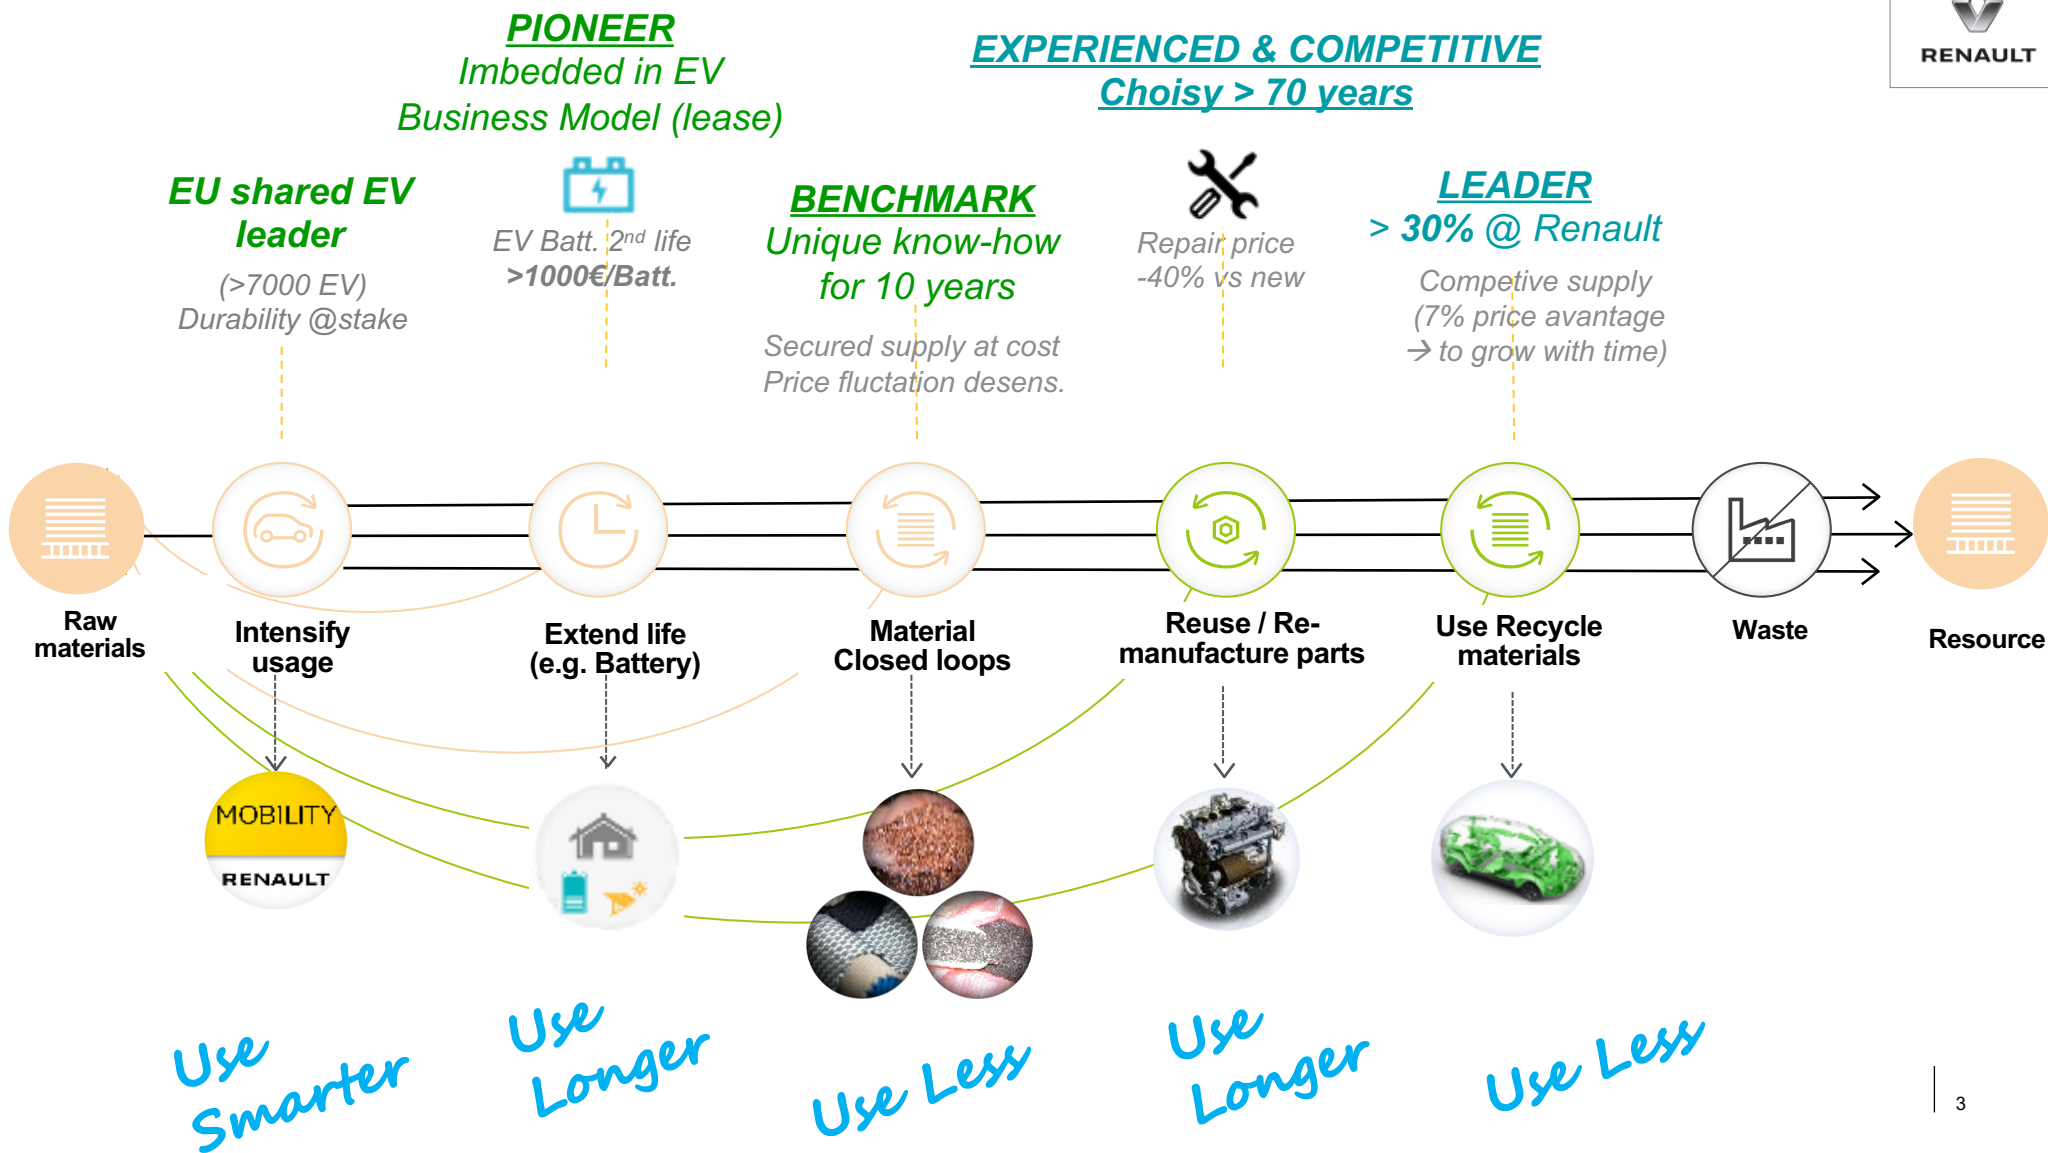 RENAULT
PIONEER
Imbedded in EV
Business Model (lease)
EXPERIENCED & COMPETITIVE
Choisy > 70 years
EU shared EV
leader
(>7000 EV)
Durability @stake
EV Batt. 2nd life
>1000€/Batt.
BENCHMARK
Unique know-how
for 10 years
Secured supply at cost
Price fluctation desens.
Repair price
-40% vs new
LEADER
> 30% @ Renault
Competive supply
(7% price avantage
→ to grow with time)
Raw
materials
Intensify
usage
Extend life
(e.g. Battery)
Material
Closed loops
Reuse / Re-
manufacture parts
Use Recycle
materials
Waste
Resource
MOBILITY
RENAULT
Use
Smarter
Use
Longer
Use Less
Use
Longer
Use Less
3